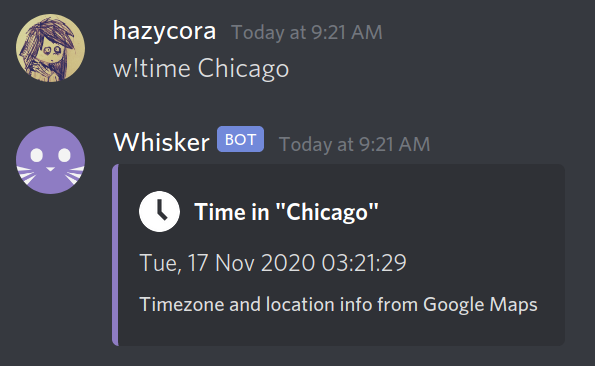 hazycora Today at 9:21 AM
w!time Chicago
Whisker BOT Today at 9:21 AM
Time in "Chicago"
Tue, 17 Nov 2020 03:21:29
Timezone and location info from Google Maps